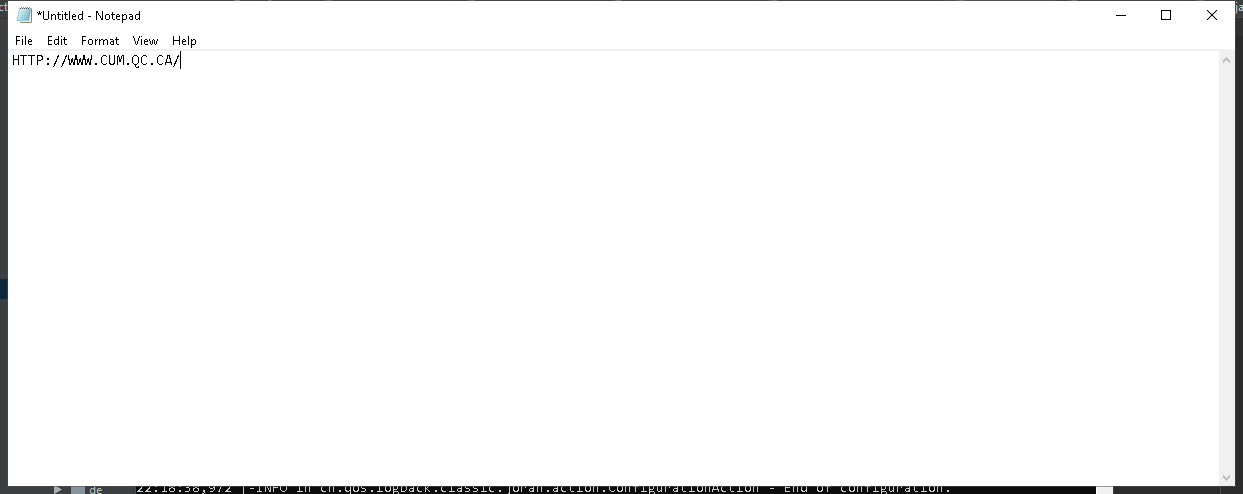 *Untitled - Notepad
File Edit Format View Help
HTTP://WWW.CUM.QC.CA/
de 22:18:38,972 |-INFO in ch.qos.logback.classic.joran.action.ConfigurationAction - End of configuration.